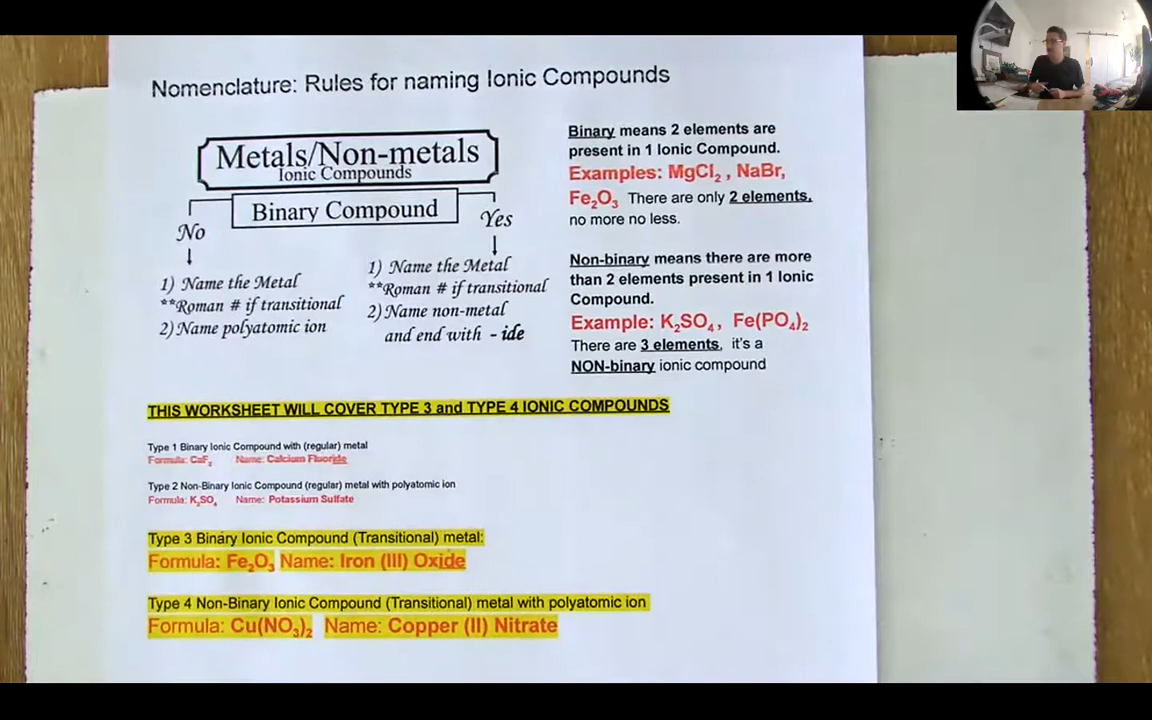 Nomenclature: Rules for naming Ionic Compounds
Metals/Non-metals
Ionic Compounds
Binary Compound
No
1) Name the Metal
**Roman # if transitional
2) Name polyatomic ion
Yes
1) Name the Metal
**Roman # if transitional
2) Name non-metal
and end with - ide
Binary means 2 elements are
present in 1 Ionic Compound.
Examples: MgCl₂ , NaBr,
Fe₂O₃ There are only 2 elements,
no more no less.
Non-binary means there are more
than 2 elements present in 1 Ionic
Compound.
Example: K₂SO₄, Fe(PO₄)₂
There are 3 elements, it's a
NON-binary ionic compound
THIS WORKSHEET WILL COVER TYPE 3 and TYPE 4 IONIC COMPOUNDS
Type 1 Binary Ionic Compound with (regular) metal
Formula: CaF₂ Name: Calcium Fluoride
Type 2 Non-Binary Ionic Compound (regular) metal with polyatomic ion
Formula: K₂SO₄ Name: Potassium Sulfate
Type 3 Binary Ionic Compound (Transitional) metal:
Formula: Fe₂O₃ Name: Iron (III) Oxide
Type 4 Non-Binary Ionic Compound (Transitional) metal with polyatomic ion
Formula: Cu(NO₃)₂ Name: Copper (II) Nitrate